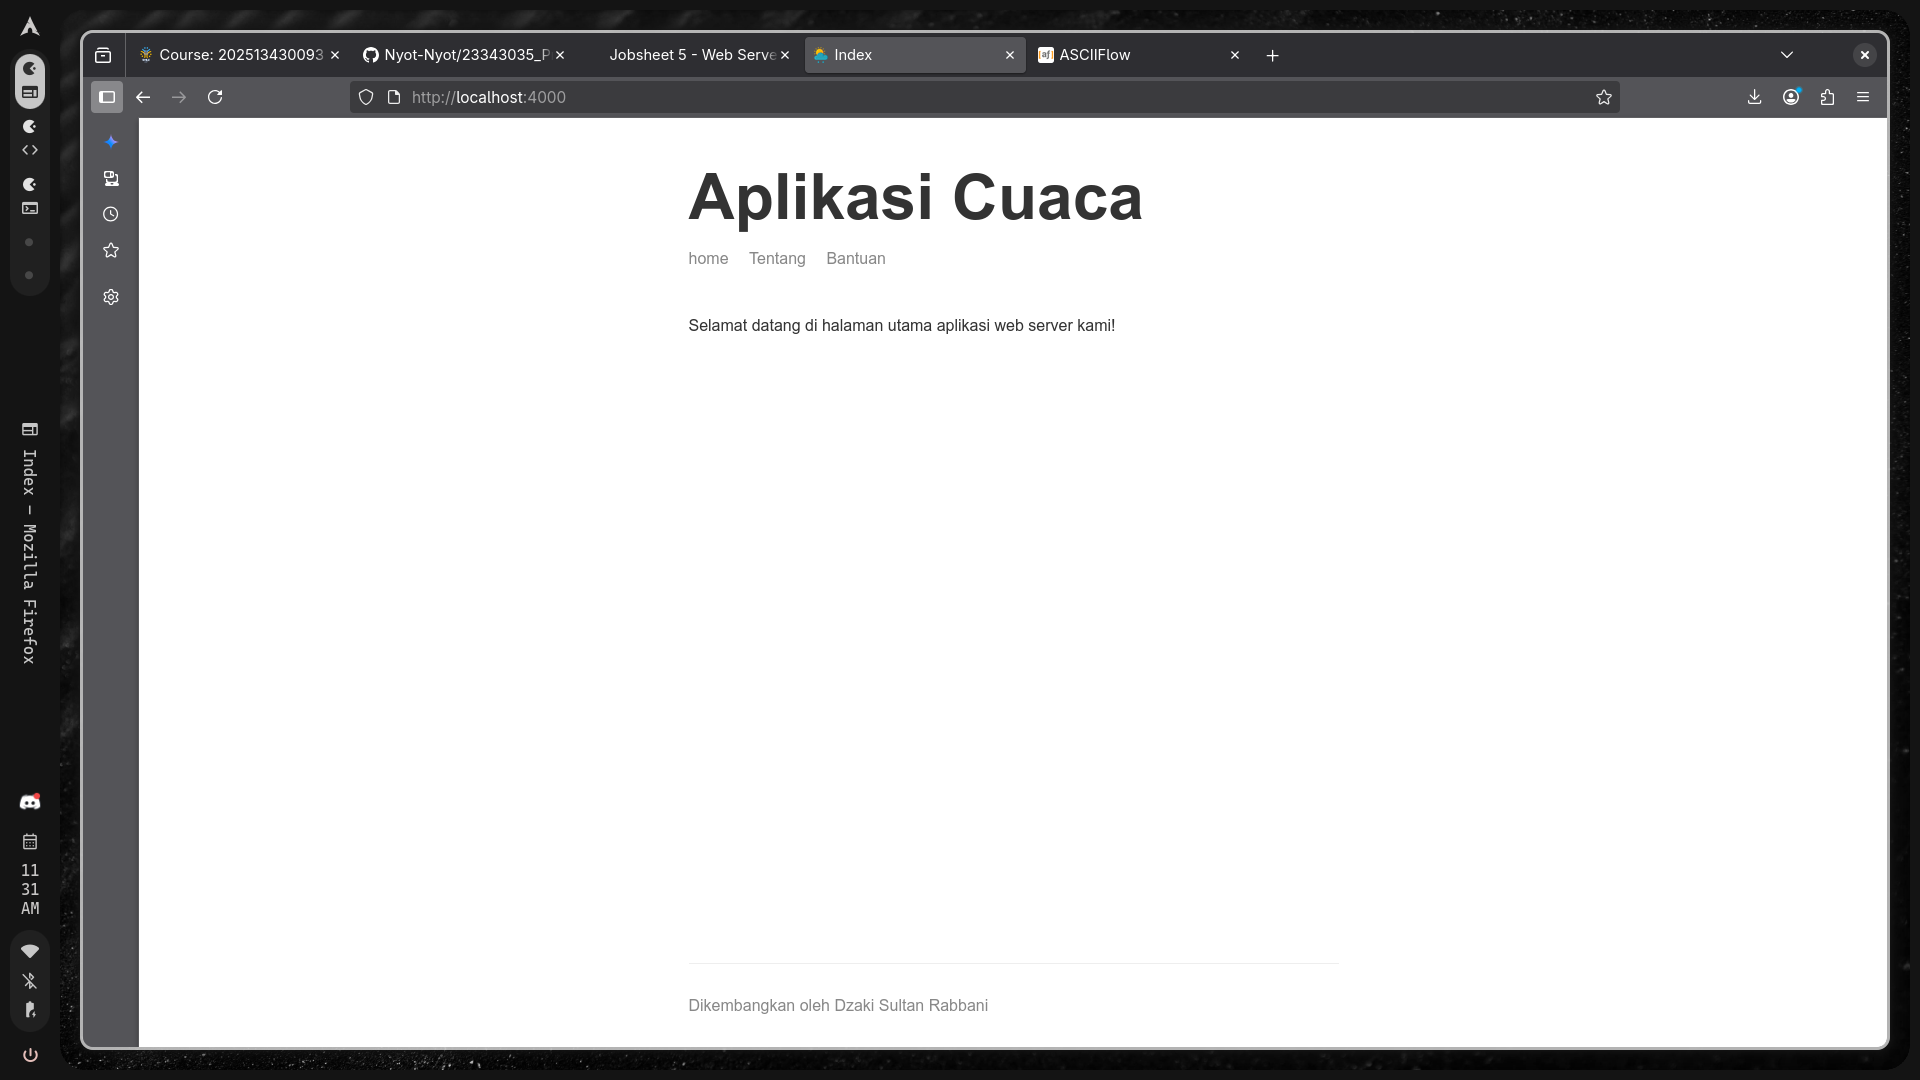 Course: 202513430093
Nyot-Nyot/23343035_P
Jobsheet 5 - Web Serve
Index
ASCIIFlow
http://localhost:4000
Aplikasi Cuaca
home Tentang Bantuan
Selamat datang di halaman utama aplikasi web server kami!
Dikembangkan oleh Dzaki Sultan Rabbani
Index — Mozilla Firefox
11
31
AM